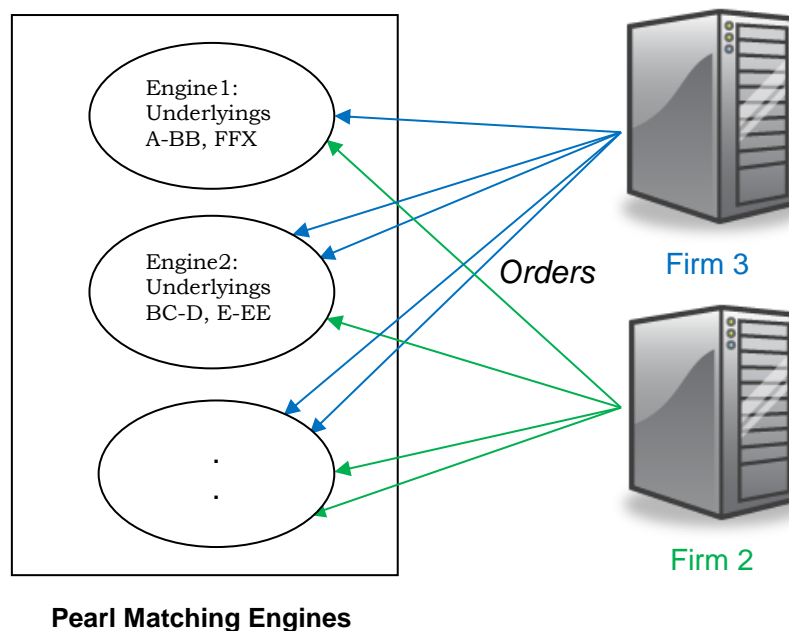 Engine1:
Underlyings
A-BB, FFX
Engine2:
Underlyings
BC-D, E-EE
.
.
Orders
Firm 3
Firm 2
Pearl Matching Engines